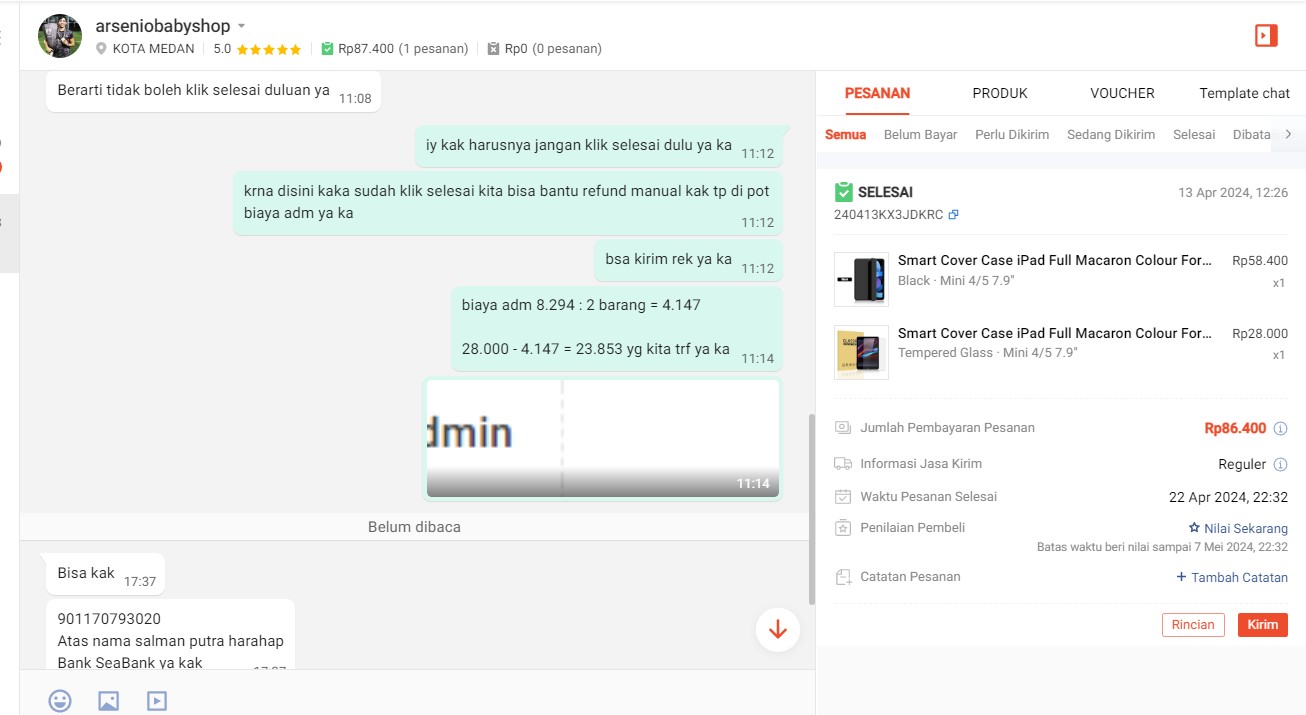 arseniobabyshop
KOTA MEDAN 5.0 Rp87.400 (1 pesanan) Rp0 (0 pesanan)
Berarti tidak boleh klik selesai duluan ya 11:08
iy kak harusnya jangan klik selesai dulu ya ka 11:12
krna disini kaka sudah klik selesai kita bisa bantu refund manual kak tp di pot
biaya adm ya ka
11:12
bsa kirim rek ya ka 11:12
biaya adm 8.294 : 2 barang = 4.147
28.000 - 4.147 = 23.853 yg kita trf ya ka 11:14
dmin
11:14
Belum dibaca
Bisa kak 17:37
901170793020
Atas nama salman putra harahap
Bank SeaBank ya kak
PESANAN PRODUK VOUCHER Template chat
Semua Belum Bayar Perlu Dikirim Sedang Dikirim Selesai Dibata
SELESAI 13 Apr 2024, 12:26
240413KX3JDKRC
Smart Cover Case iPad Full Macaron Colour For... Rp58.400
Black · Mini 4/5 7.9" x1
Smart Cover Case iPad Full Macaron Colour For... Rp28.000
Tempered Glass · Mini 4/5 7.9" x1
Jumlah Pembayaran Pesanan Rp86.400
Informasi Jasa Kirim Reguler
Waktu Pesanan Selesai 22 Apr 2024, 22:32
Penilaian Pembeli Nilai Sekarang
Batas waktu beri nilai sampai 7 Mei 2024, 22:32
Catatan Pesanan + Tambah Catatan
Rincian Kirim